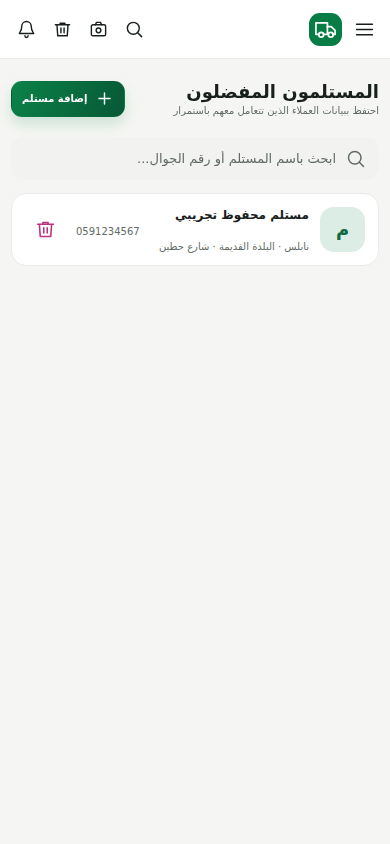 المستلمون المفضلون
احتفظ ببيانات العملاء الذين تتعامل معهم باستمرار
إضافة مستلم
ابحث باسم المستلم أو رقم الجوال...
م
مستلم محفوظ تجريبي
نابلس · البلدة القديمة · شارع حطين
0591234567